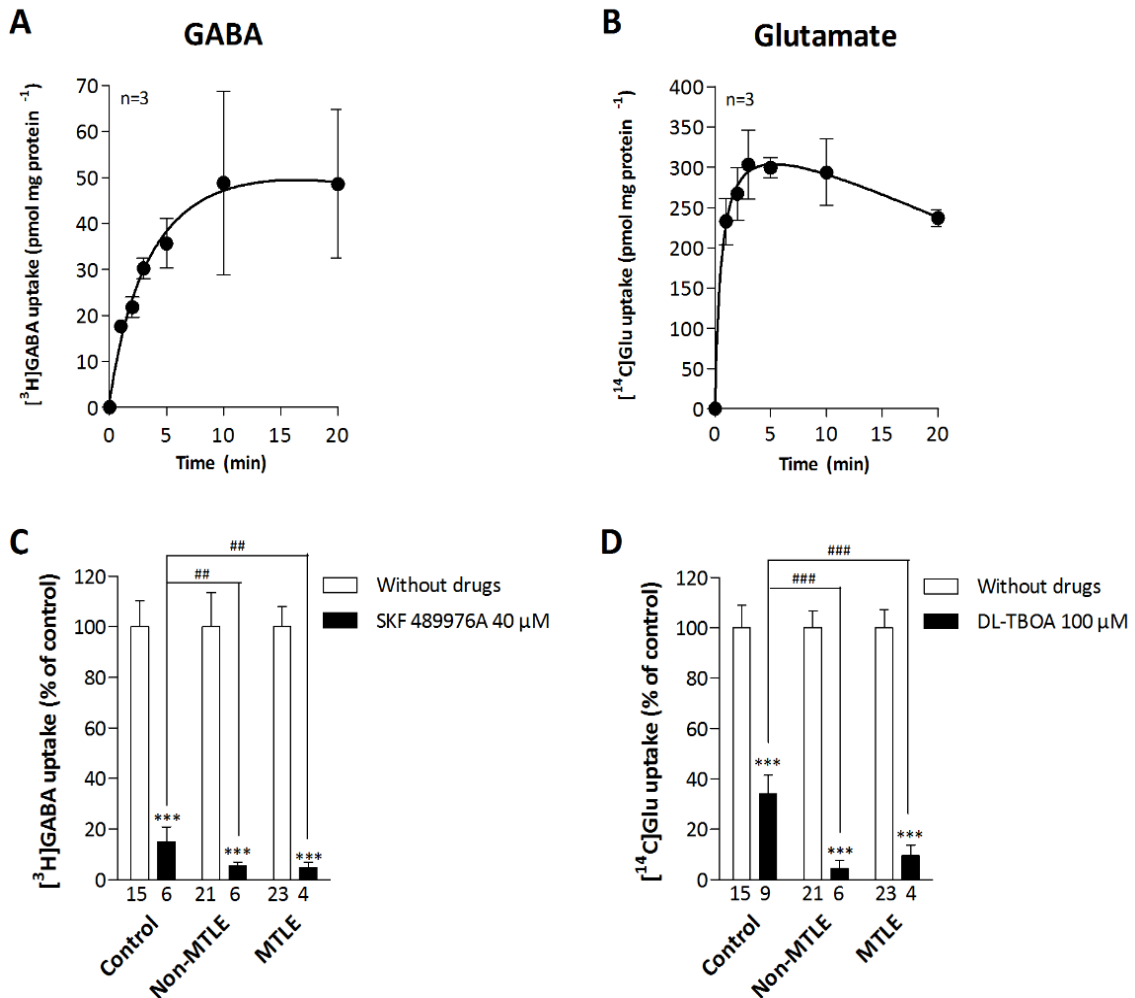 A
GABA
[³H]GABA uptake (pmol mg protein ⁻¹)
n=3
70
60
50
40
30
20
10
0
0 5 10 15 20
Time (min)
B
Glutamate
[¹⁴C]Glu uptake (pmol mg protein ⁻¹)
n=3
400
350
300
250
200
150
100
50
0
0 5 10 15 20
Time (min)
C
[³H]GABA uptake (% of control)
##
##
120
100
80
60
40
20
0
*** *** ***
15 6 21 6 23 4
Control Non-MTLE MTLE
Without drugs
SKF 489976A 40 µM
D
[¹⁴C]Glu uptake (% of control)
###
###
120
100
80
60
40
20
0
*** *** ***
15 9 21 6 23 4
Control Non-MTLE MTLE
Without drugs
DL-TBOA 100 µM